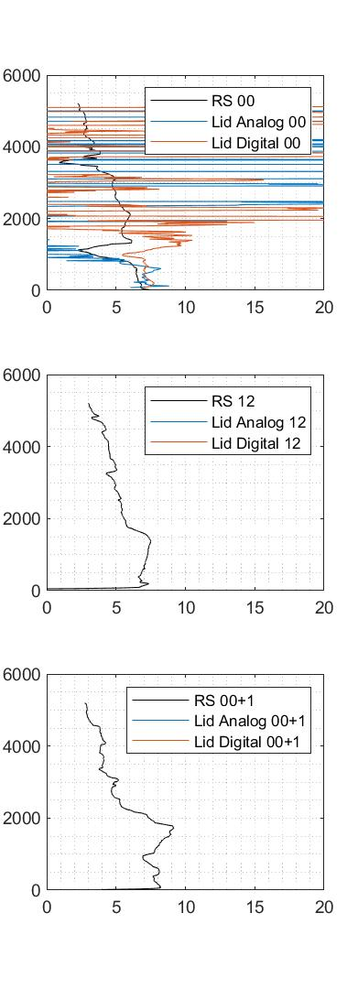 6000
4000
2000
0
RS 00
Lid Analog 00
Lid Digital 00
0 5 10 15 20
6000
4000
2000
0
RS 12
Lid Analog 12
Lid Digital 12
0 5 10 15 20
6000
4000
2000
0
RS 00+1
Lid Analog 00+1
Lid Digital 00+1
0 5 10 15 20